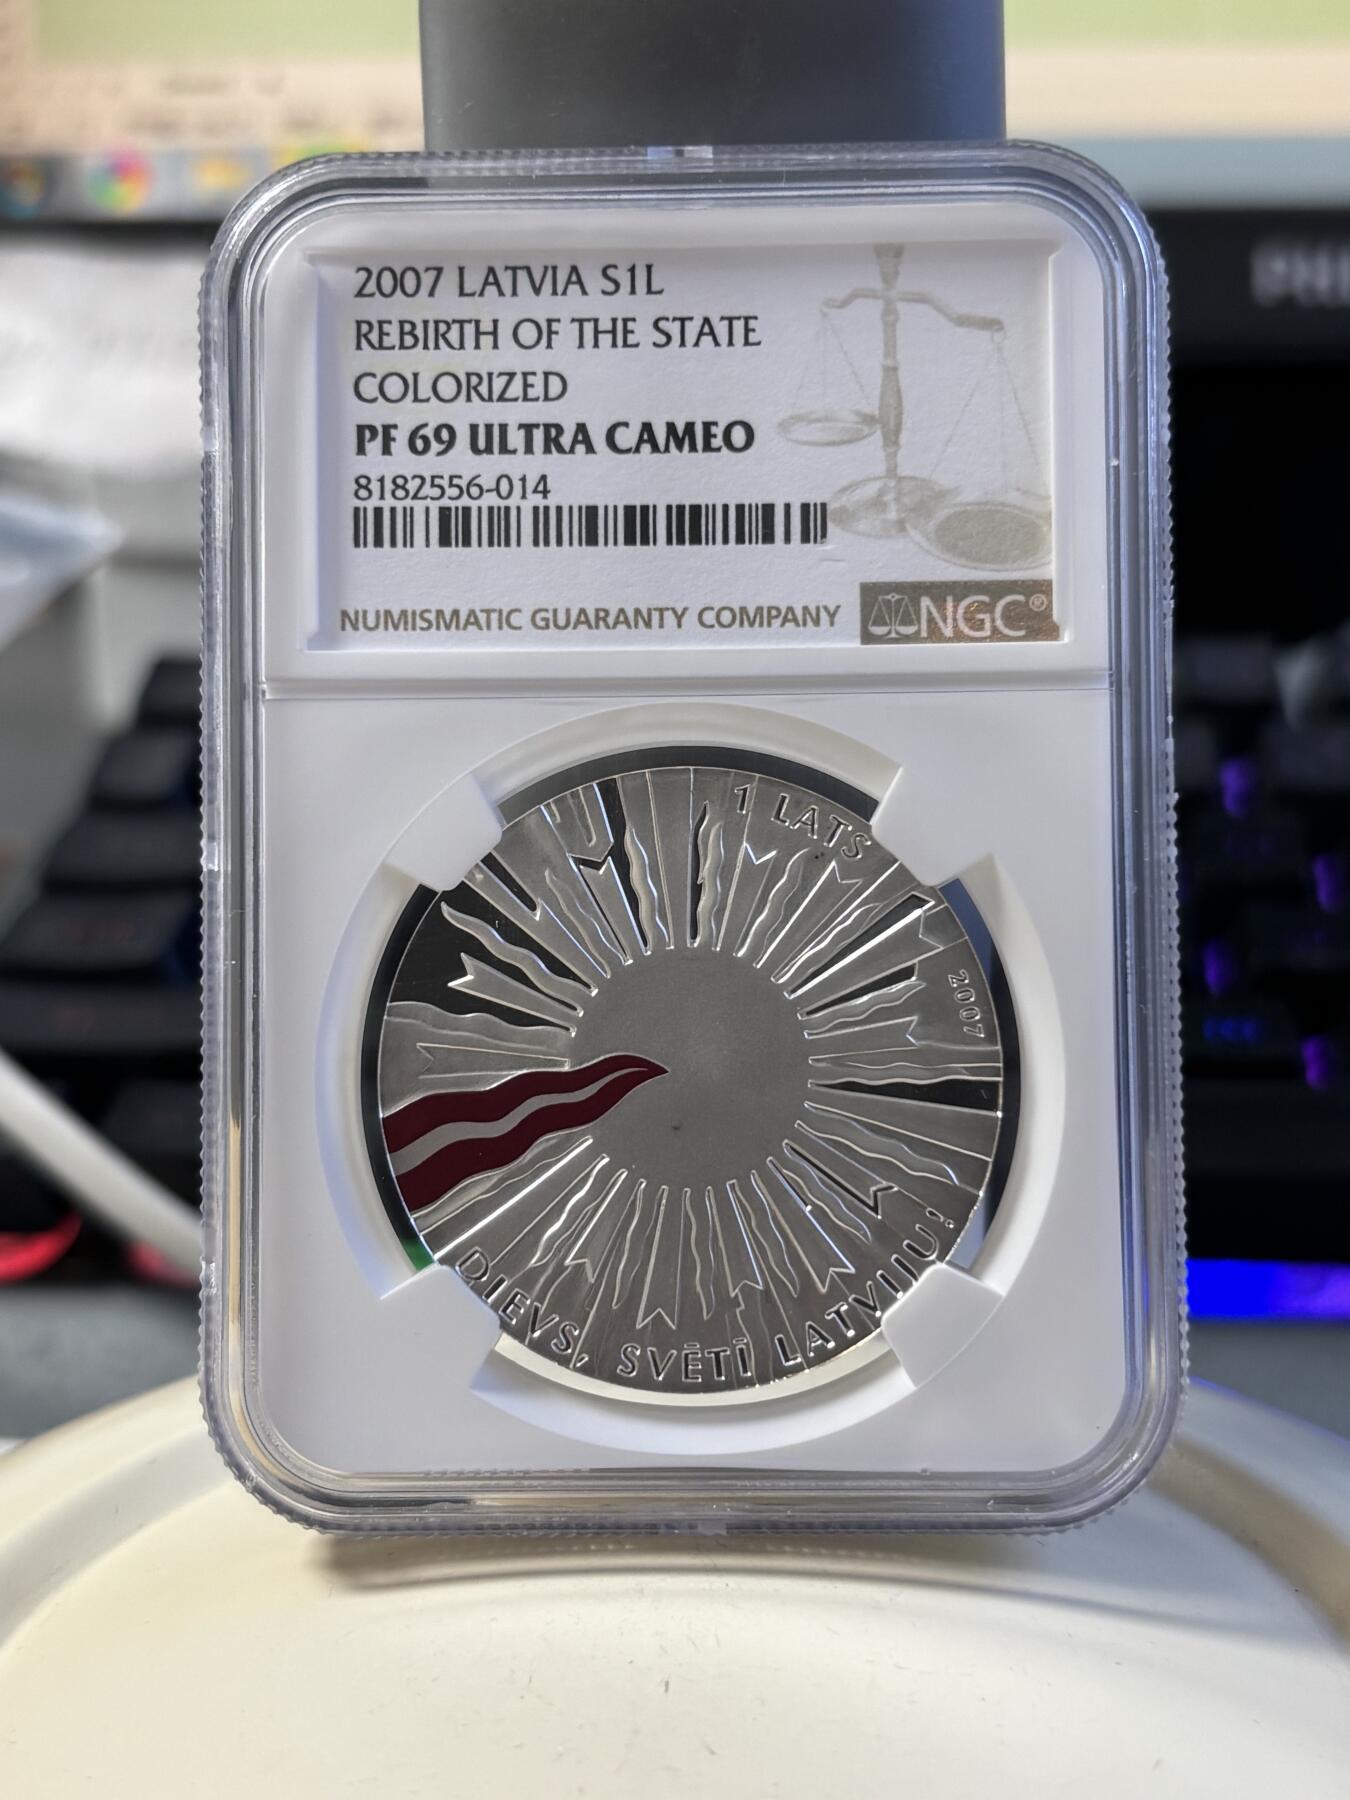 2007 LATVIA S1L
REBIRTH OF THE STATE
COLORIZED
PF 69 ULTRA CAMEO
8182556-014
NUMISMATIC GUARANTY COMPANY
NGC®
1 LATS
2007
DIEVS, SVĒTĪ LATVIJU!